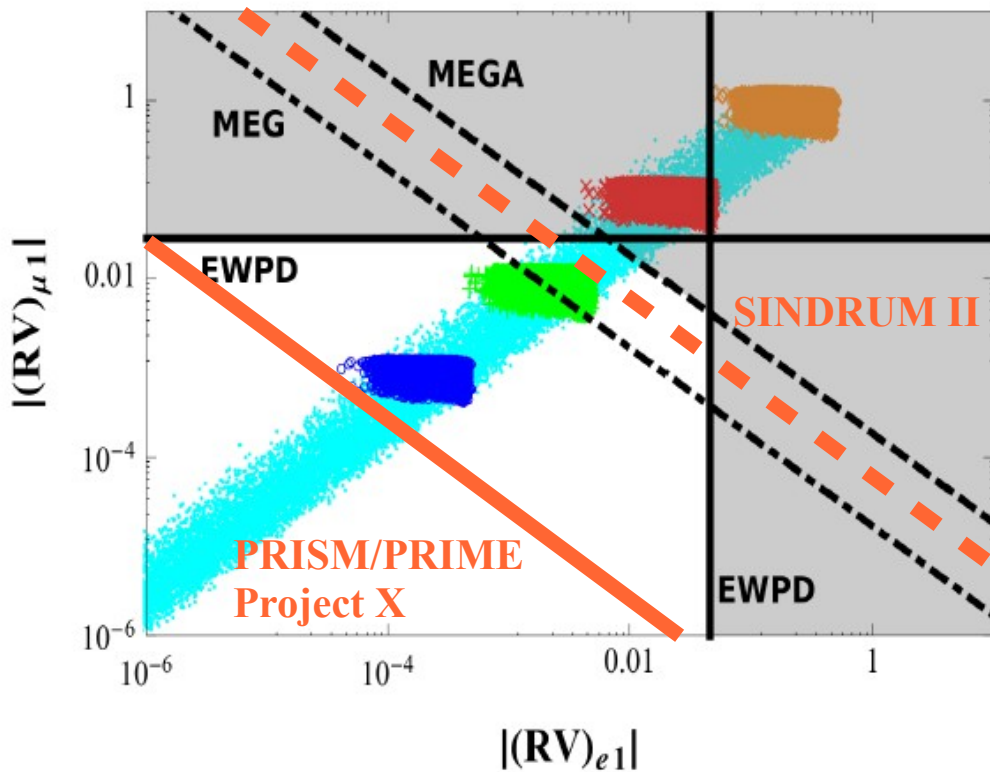 MEGA
MEG
1
EWPD
0.01
SINDRUM II
|(RV)μ1|
10−4
PRISM/PRIME
Project X
EWPD
10−6
10−6
10−4
0.01
1
|(RV)e1|